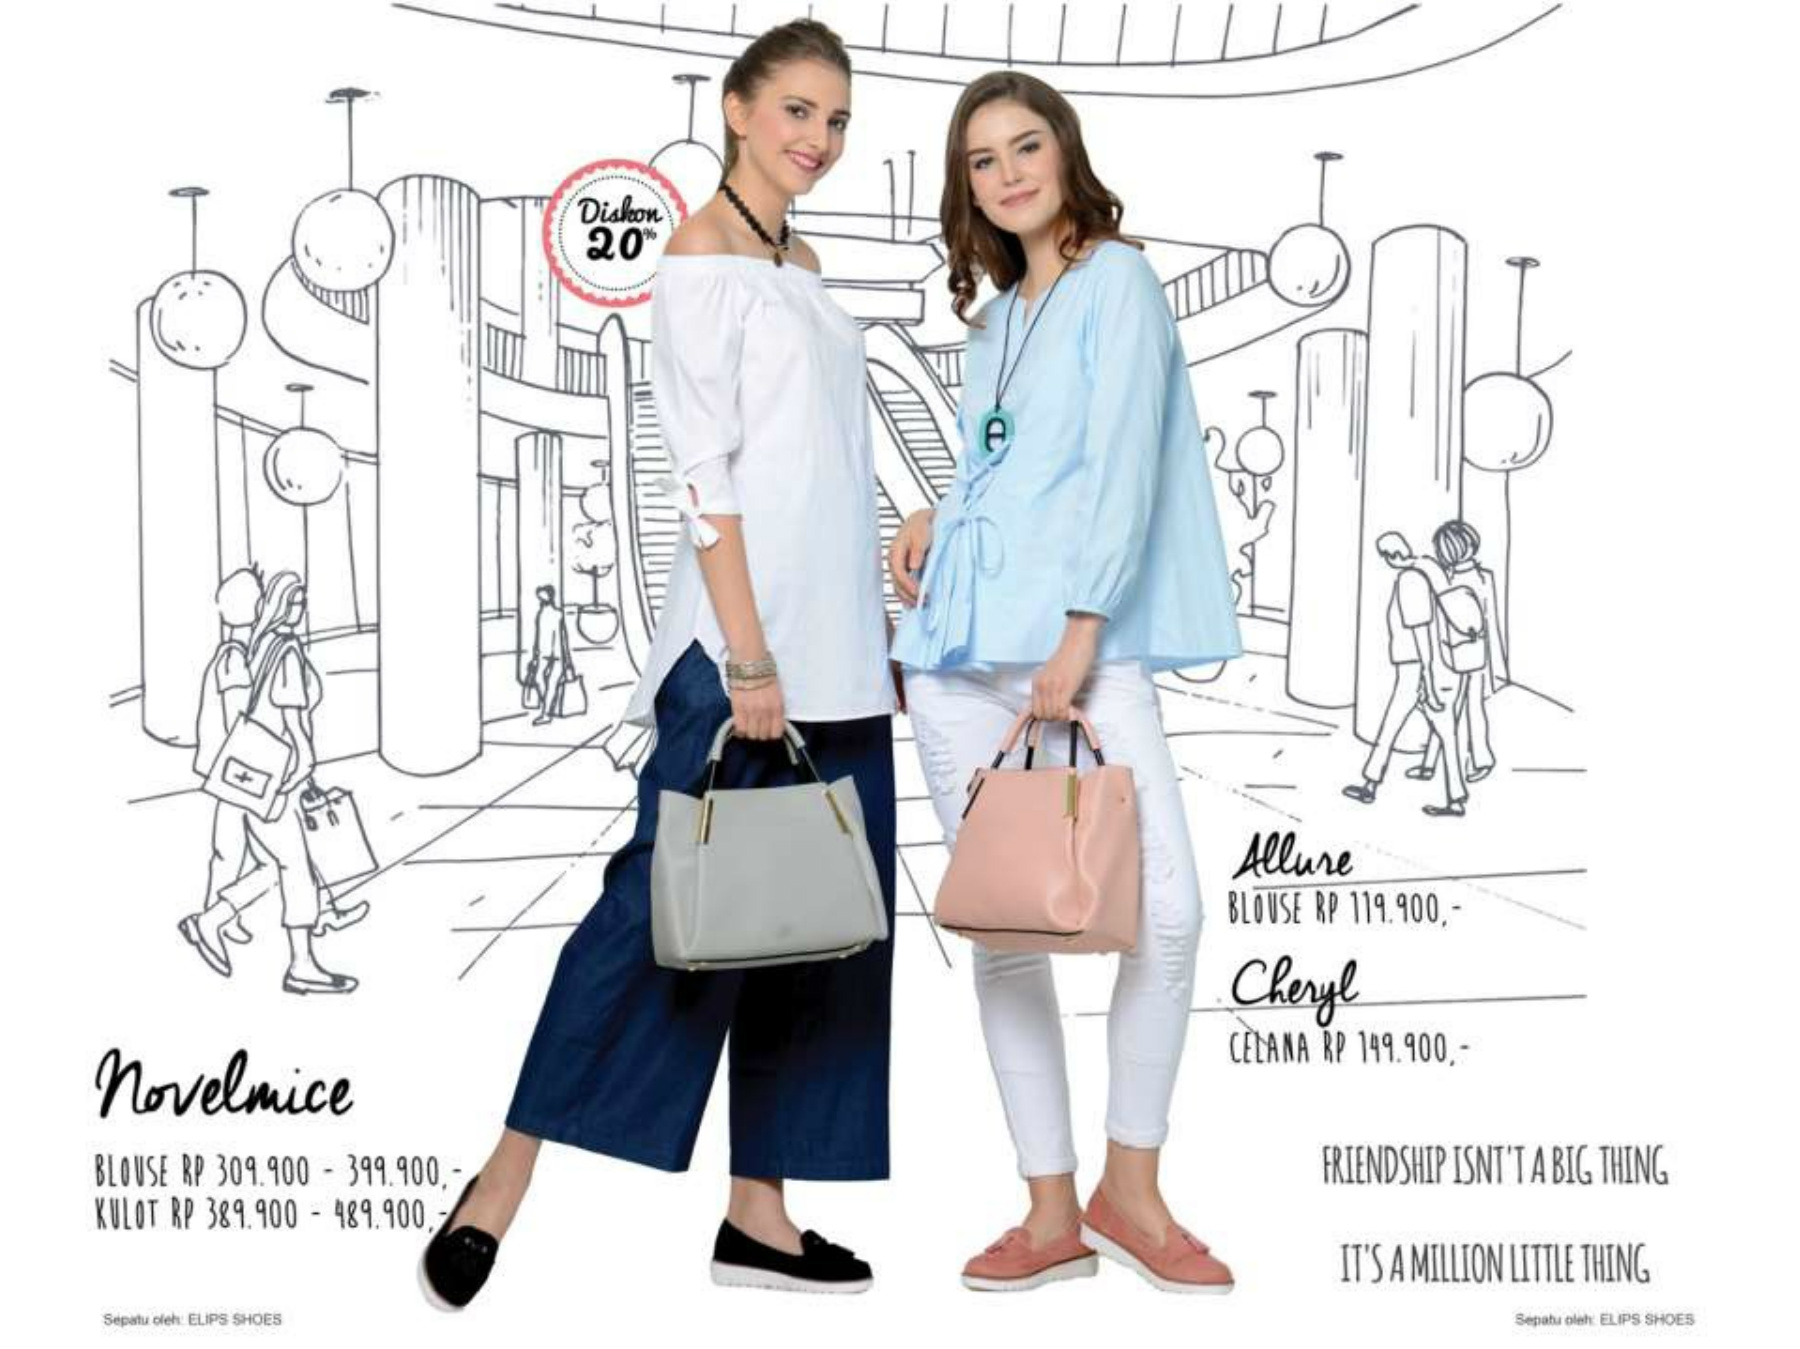 Diskon
20%
Allure
BLOUSE RP 119.900,-
Cheryl
CELANA RP 149.900,-
Novelmice
BLOUSE RP 309.900 - 399.900,-
KULOT RP 389.900 - 489.900,-
FRIENDSHIP ISNT'T A BIG THING
IT'S A MILLION LITTLE THING
Sepatu oleh: ELIPS SHOES
Sepatu oleh: ELIPS SHOES